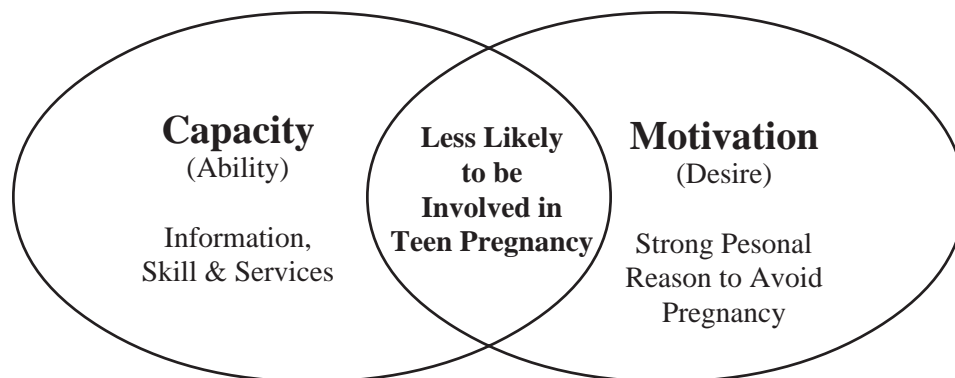 Capacity
(Ability)
Information,
Skill & Services
Less Likely
to be
Involved in
Teen Pregnancy
Motivation
(Desire)
Strong Pesonal
Reason to Avoid
Pregnancy